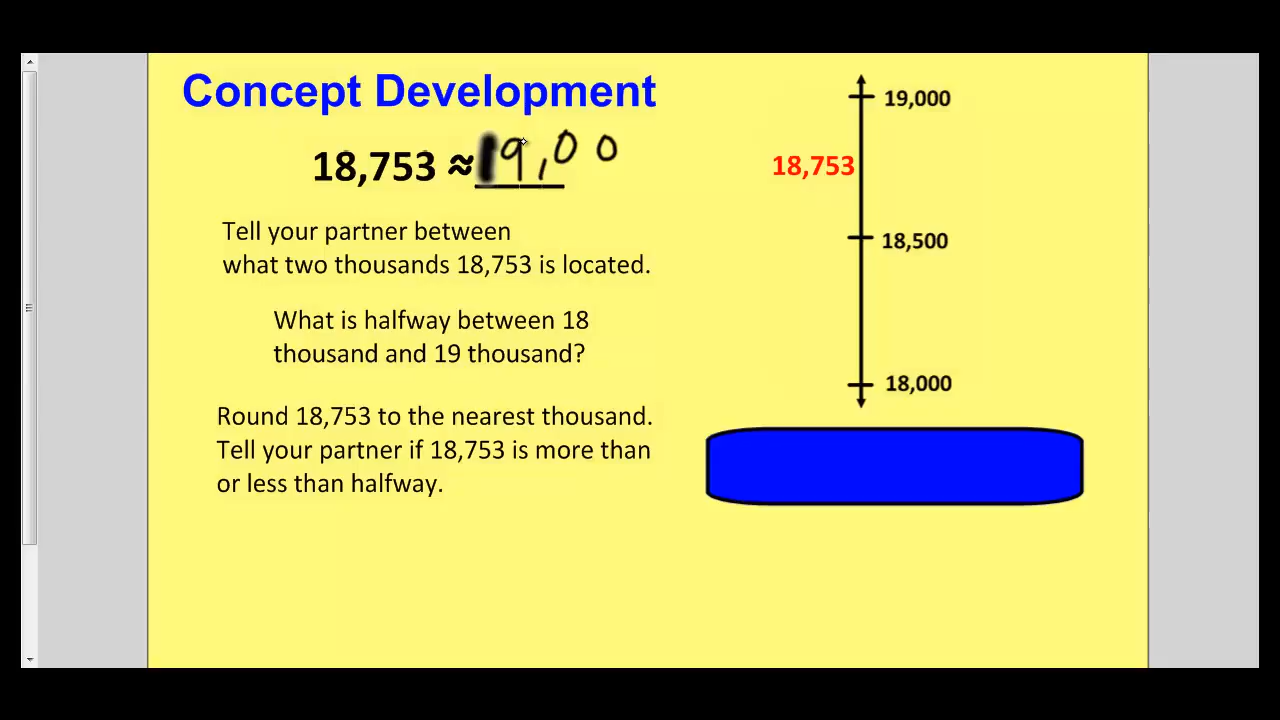 Concept Development
18,753 ≈ 19,00
Tell your partner between
what two thousands 18,753 is located.
What is halfway between 18
thousand and 19 thousand?
Round 18,753 to the nearest thousand.
Tell your partner if 18,753 is more than
or less than halfway.
19,000
18,753
18,500
18,000